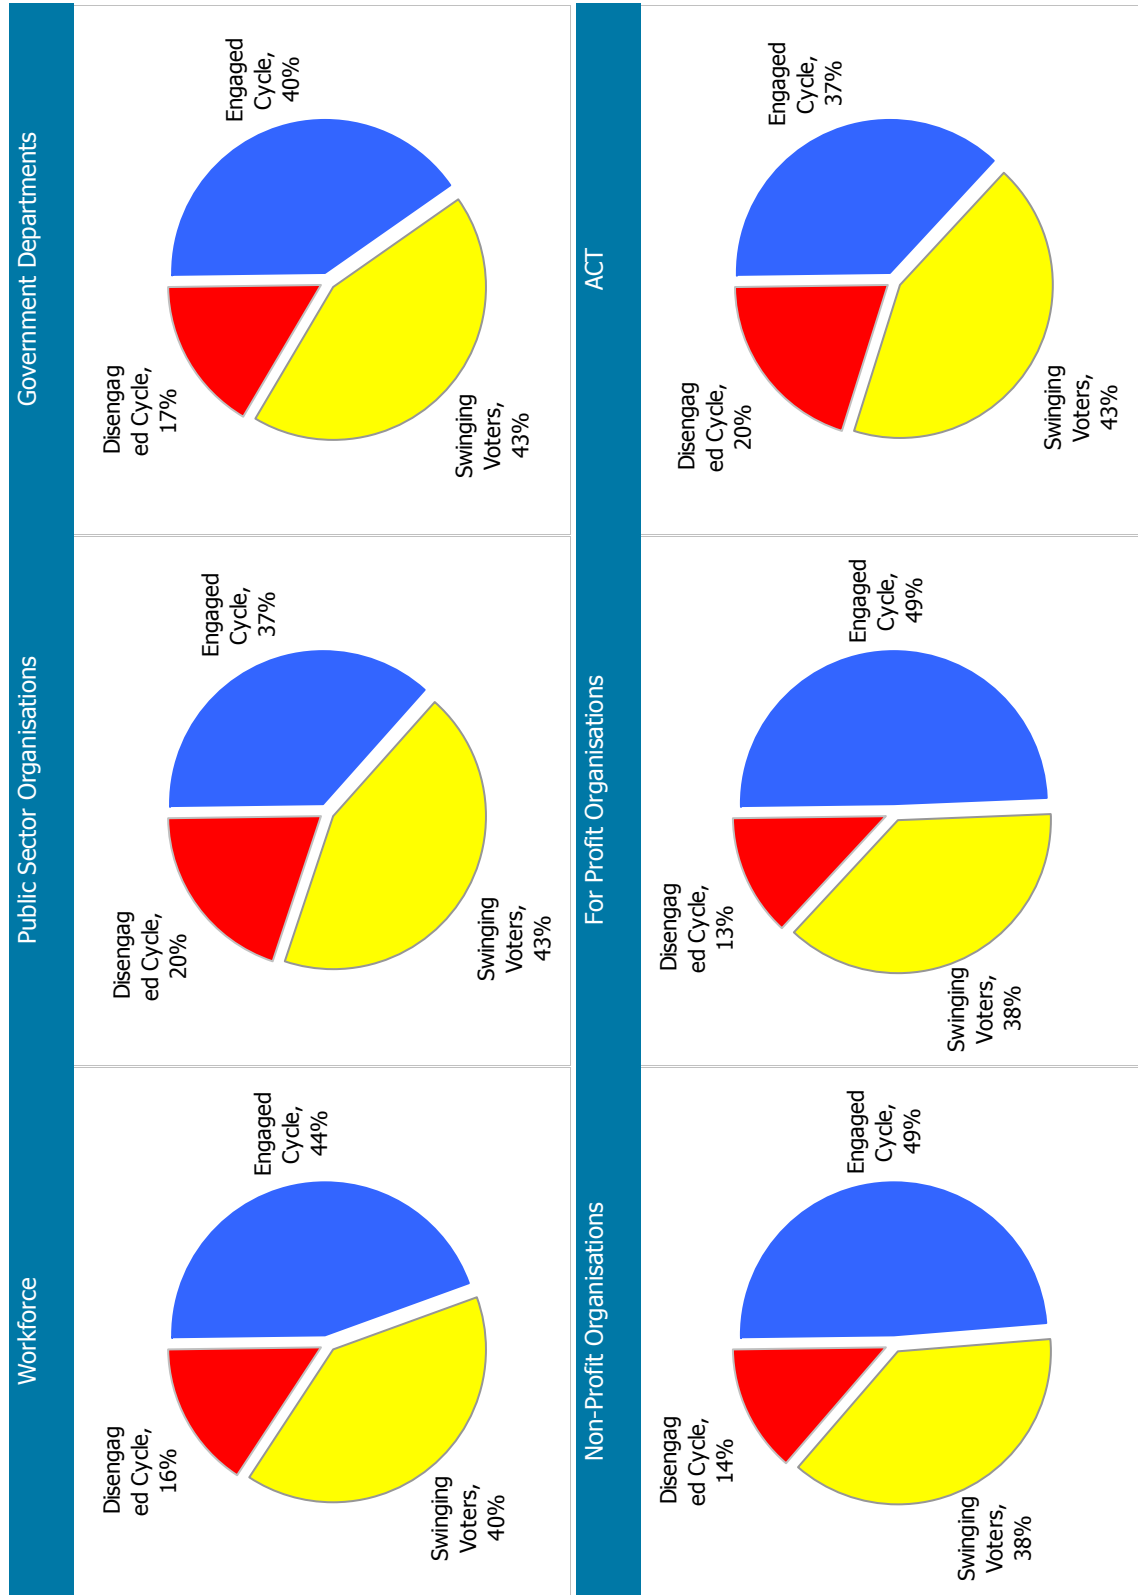 Workforce
Public Sector Organisations
Government Departments
Engaged
Cycle,
44%
Disengag
ed Cycle,
16%
Swinging
Voters,
40%
Engaged
Cycle,
37%
Disengag
ed Cycle,
20%
Swinging
Voters,
43%
Engaged
Cycle,
40%
Disengag
ed Cycle,
17%
Swinging
Voters,
43%
Non-Profit Organisations
For Profit Organisations
ACT
Engaged
Cycle,
49%
Disengag
ed Cycle,
14%
Swinging
Voters,
38%
Engaged
Cycle,
49%
Disengag
ed Cycle,
13%
Swinging
Voters,
38%
Engaged
Cycle,
37%
Disengag
ed Cycle,
20%
Swinging
Voters,
43%